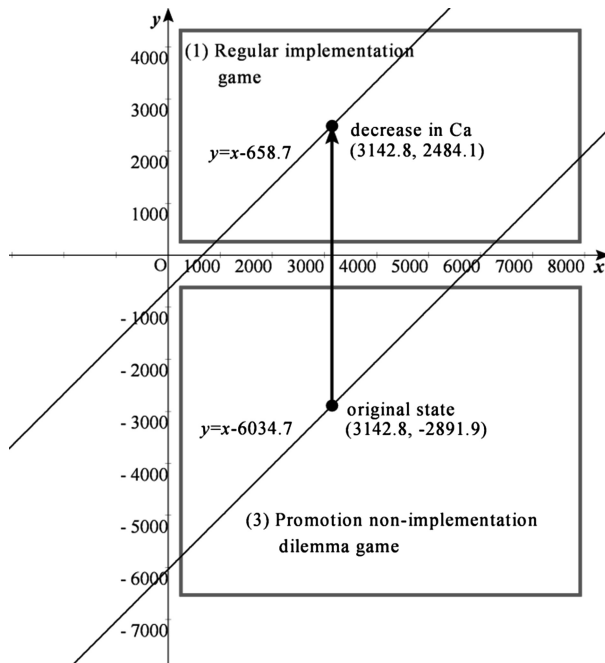 y
4000
(1) Regular implementation
game
3000
decrease in Ca
(3142.8, 2484.1)
y=x-658.7
2000
1000
O 1000 2000 3000 4000 5000 6000 7000 8000 x
- 1000
- 2000
original state
(3142.8, -2891.9)
- 3000
y=x-6034.7
- 4000
(3) Promotion non-implementation
dilemma game
- 5000
- 6000
- 7000